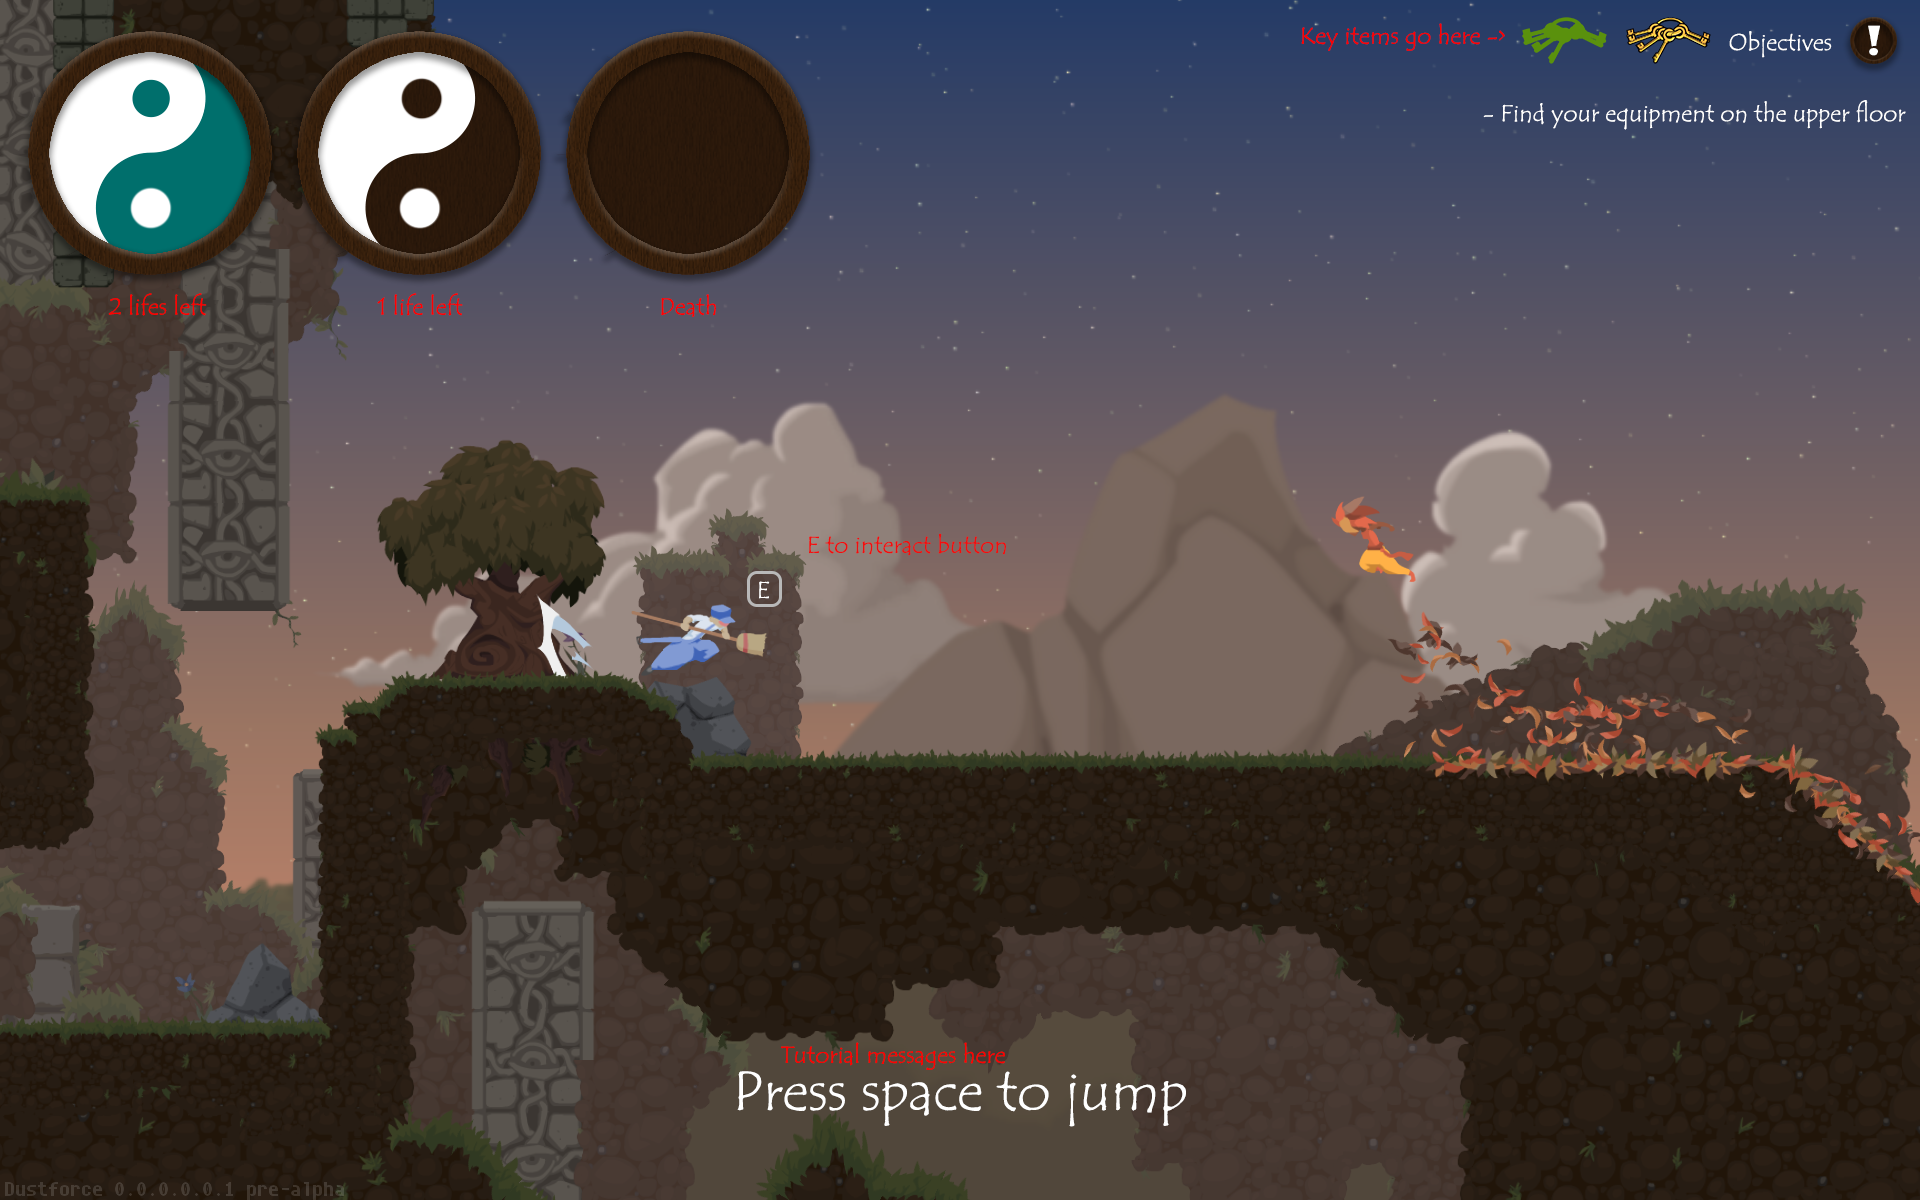 Key items go here ->
Objectives
!
- Find your equipment on the upper floor
2 lifes left
1 life left
Death
E to interact button
E
Tutorial messages here
Press space to jump
Dustforce 0.0.0.0.0.1 pre-alpha